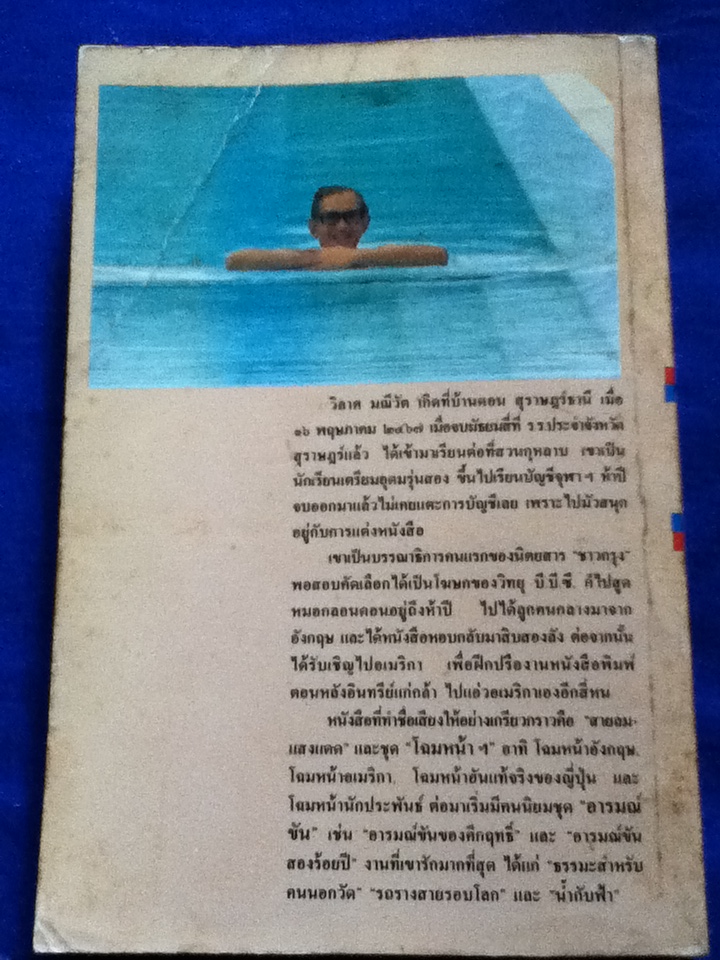 วิลาศ มณีวัต เกิดที่บ้านดอน สุราษฎร์ธานี เมื่อ
๑๖ พฤษภาคม ๒๔๖๗ เมื่อจบมัธยมสี่ที่ ร.ร.ประจำจังหวัด
สุราษฎร์แล้ว ได้เข้ามาเรียนต่อที่สวนกุหลาบ เขาเป็น
นักเรียนเตรียมอุดมรุ่นสอง ขึ้นไปเรียนบัญชีจุฬา ฯ ห้าปี
จบออกมาแล้วไม่เคยแตะการบัญชีเลย เพราะไปมัวสนุก
อยู่กับการแต่งหนังสือ
เขาเป็นบรรณาธิการคนแรกของนิตยสาร "ชาวกรุง"
พอสอบคัดเลือกได้เป็นโฆษกของวิทยุ บี.บี.ซี. ก็ไปสูด
หมอกลอนดอนอยู่ถึงห้าปี ไปได้ลูกคนกลางมาจาก
อังกฤษ และได้หนังสือหอบกลับมาสิบสองลัง ต่อจากนั้น
ได้รับเชิญไปอเมริกา เพื่อฝึกปรืองานหนังสือพิมพ์
ตอนหลังอินทรีย์แก่กล้า ไปแอ่วอเมริกาเองอีกสี่หน
หนังสือที่ทำชื่อเสียงให้อย่างเกรียวกราวคือ "สายลม-
แสงแดด" และชุด "โฉมหน้า ฯ" อาทิ โฉมหน้าอังกฤษ,
โฉมหน้าอเมริกา, โฉมหน้าอันแท้จริงของญี่ปุ่น และ
โฉมหน้านักประพันธ์ ต่อมาเริ่มมีคนนิยมชุด "อารมณ์
ขัน" เช่น "อารมณ์ขันของคึกฤทธิ์" และ "อารมณ์ขัน
สองร้อยปี" งานที่เขารักมากที่สุด ได้แก่ "ธรรมะสำหรับ
คนนอกวัด" "รถรางสายรอบโลก" และ "น้ำกับฟ้า"